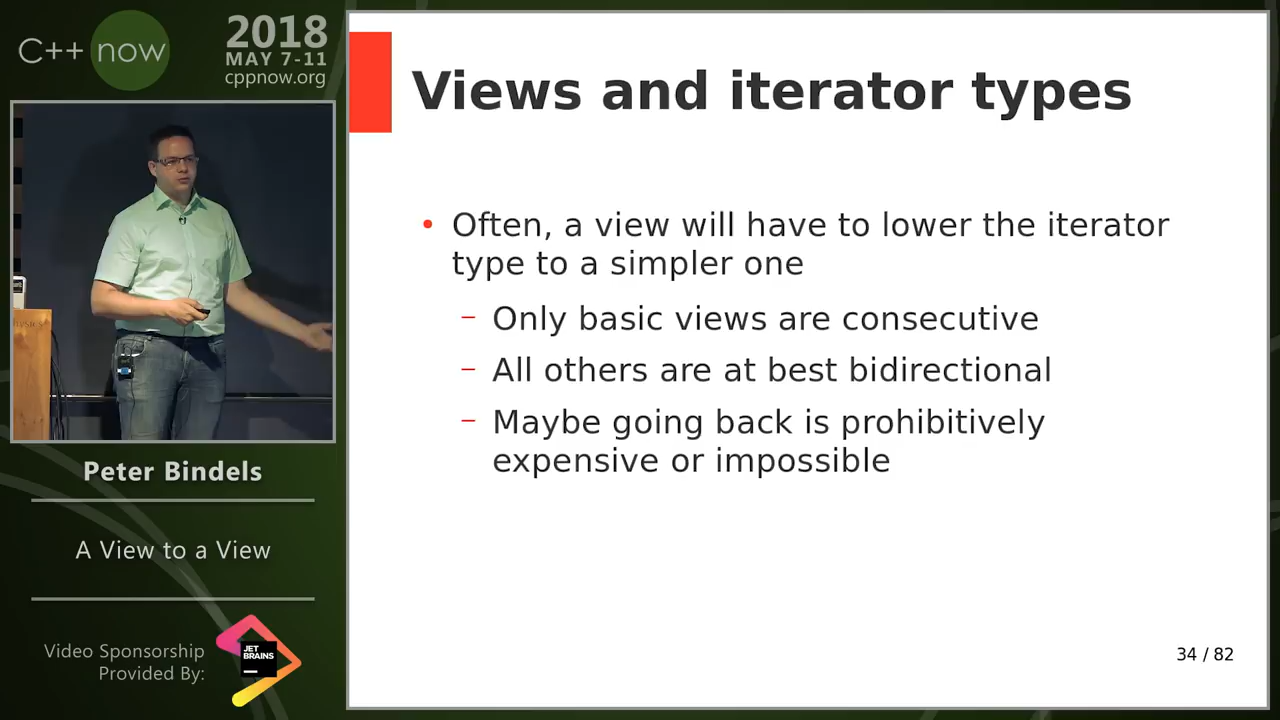 C++ now
2018
MAY 7-11
cppnow.org
Peter Bindels
A View to a View
Video Sponsorship
Provided By:
JET
BRAINS
Views and iterator types
• Often, a view will have to lower the iterator
type to a simpler one
– Only basic views are consecutive
– All others are at best bidirectional
– Maybe going back is prohibitively
expensive or impossible
34 / 82